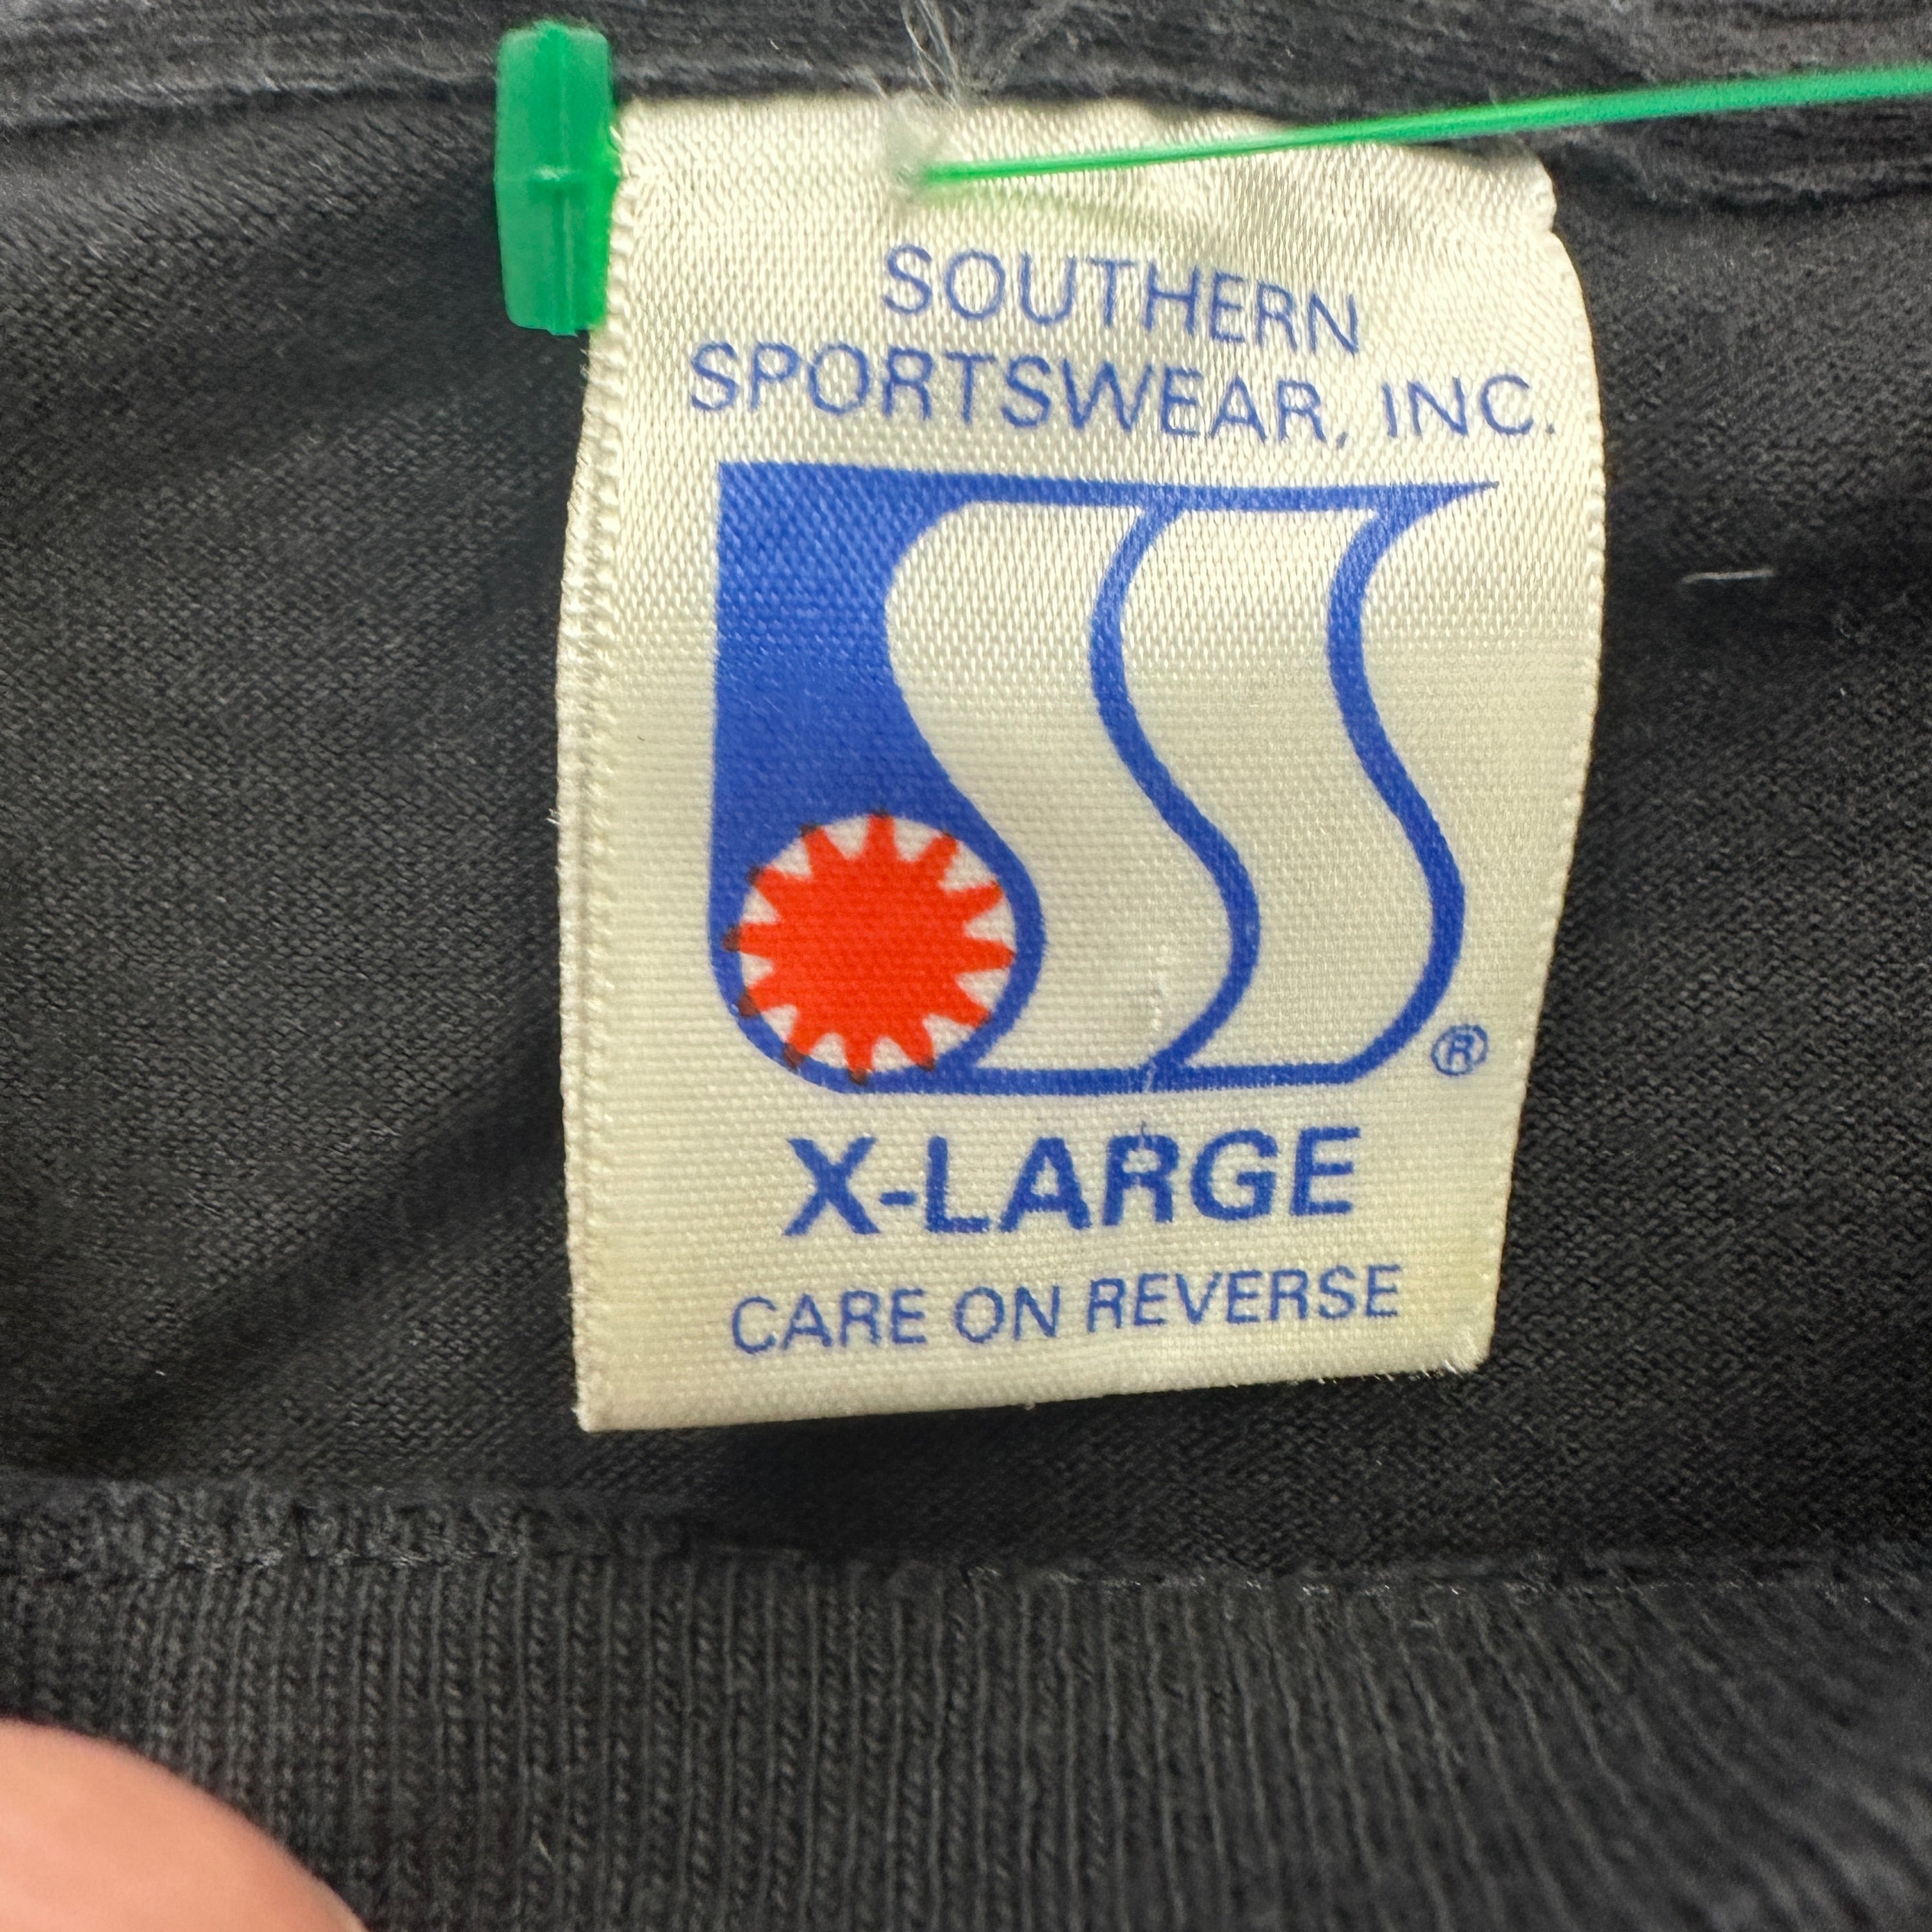 SOUTHERN
SPORTSWEAR, INC.
®
X-LARGE
CARE ON REVERSE